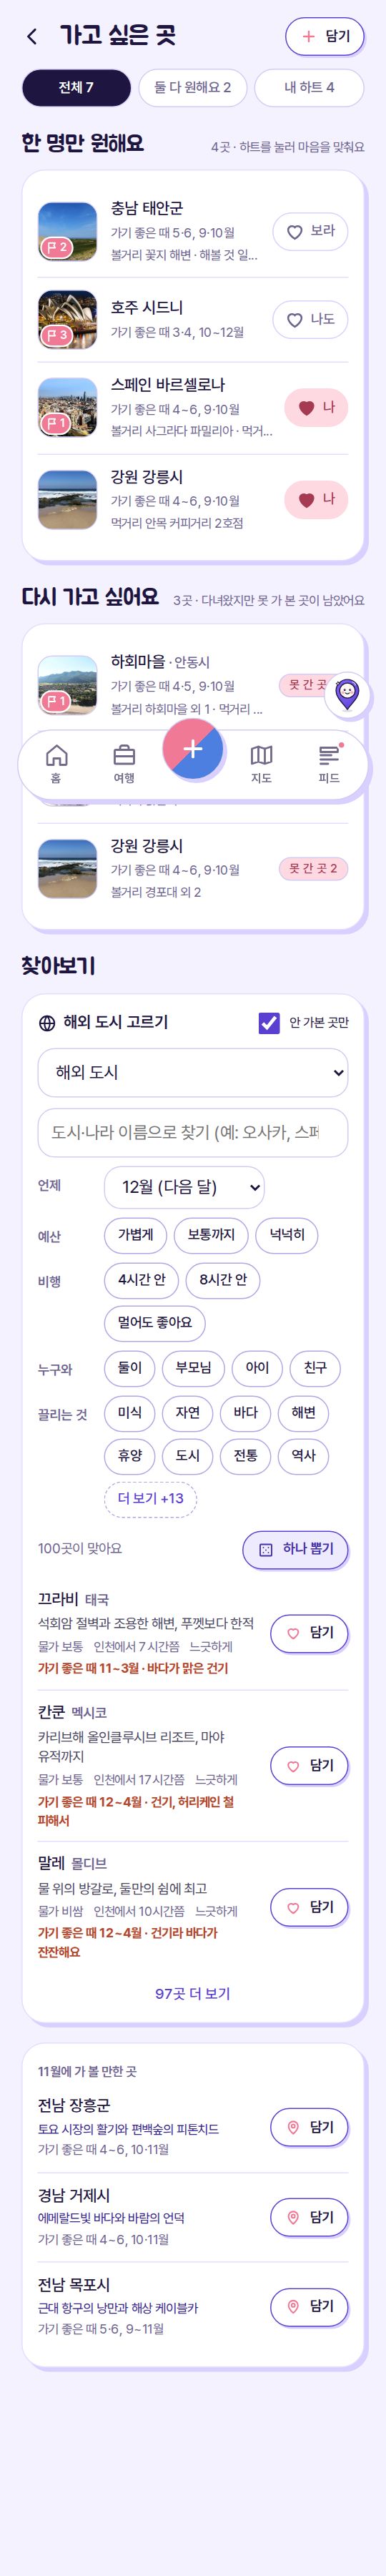 가고 싶은 곳
담기
전체 7
둘 다 원해요 2
내 하트 4
한 명만 원해요
4곳 · 하트를 눌러 마음을 맞춰요
충남 태안군
가기 좋은 때 5·6, 9·10월
볼거리 꽃지 해변 · 해볼 것 일...
2
보라
호주 시드니
가기 좋은 때 3·4, 10~12월
3
나도
스페인 바르셀로나
가기 좋은 때 4~6, 9·10월
볼거리 사그라다 파밀리아 · 먹거...
1
나
강원 강릉시
가기 좋은 때 4~6, 9·10월
먹거리 안목 커피거리 2호점
나
다시 가고 싶어요
3곳 · 다녀왔지만 못 가 본 곳이 남았어요
하회마을 · 안동시
가기 좋은 때 4·5, 9·10월
볼거리 하회마을 외 1 · 먹거리 ...
1
못 간
홈
여행
지도
피드
강원 강릉시
가기 좋은 때 4~6, 9·10월
볼거리 경포대 외 2
못 간 곳 2
찾아보기
해외 도시 고르기
안 가본 곳만
해외 도시
도시·나라 이름으로 찾기 (예: 오사카, 스페
언제
12월 (다음 달)
예산
가볍게
보통까지
넉넉히
비행
4시간 안
8시간 안
멀어도 좋아요
누구와
둘이
부모님
아이
친구
끌리는 것
미식
자연
바다
해변
휴양
도시
전통
역사
더 보기 +13
100곳이 맞아요
하나 뽑기
끄라비 태국
석회암 절벽과 조용한 해변, 푸껫보다 한적
물가 보통 인천에서 7시간쯤 느긋하게
가기 좋은 때 11~3월 · 바다가 맑은 건기
담기
칸쿤 멕시코
카리브해 올인클루시브 리조트, 마야
유적까지
물가 보통 인천에서 17시간쯤 느긋하게
가기 좋은 때 12~4월 · 건기, 허리케인 철
피해서
담기
말레 몰디브
물 위의 방갈로, 둘만의 쉼에 최고
물가 비쌈 인천에서 10시간쯤 느긋하게
가기 좋은 때 12~4월 · 건기라 바다가
잔잔해요
담기
97곳 더 보기
11월에 가 볼 만한 곳
전남 장흥군
토요 시장의 활기와 편백숲의 피톤치드
가기 좋은 때 4~6, 10·11월
담기
경남 거제시
에메랄드빛 바다와 바람의 언덕
가기 좋은 때 4~6, 10·11월
담기
전남 목포시
근대 항구의 낭만과 해상 케이블카
가기 좋은 때 5·6, 9~11월
담기